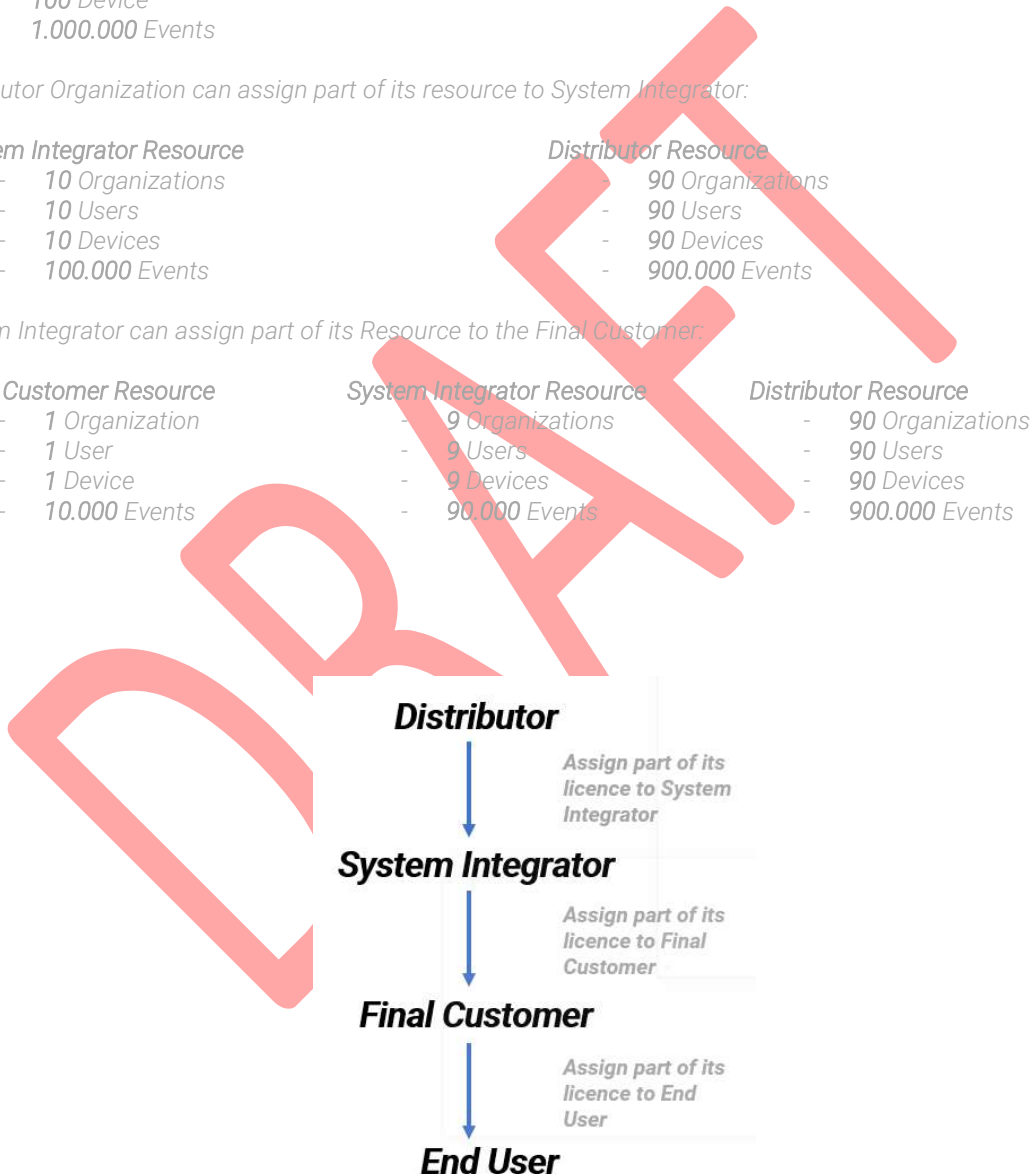 100 Device
1.000.000 Events
utor Organization can assign part of its resource to System Integrator:
em Integrator Resource Distributor Resource
- 10 Organizations - 90 Organizations
- 10 Users - 90 Users
- 10 Devices - 90 Devices
- 100.000 Events - 900.000 Events
m Integrator can assign part of its Resource to the Final Customer:
Customer Resource System Integrator Resource Distributor Resource
- 1 Organization - 9 Organizations - 90 Organizations
- 1 User - 9 Users - 90 Users
- 1 Device - 9 Devices - 90 Devices
- 10.000 Events - 90.000 Events - 900.000 Events
DRAFT
Distributor
Assign part of its
licence to System
Integrator
System Integrator
Assign part of its
licence to Final
Customer
Final Customer
Assign part of its
licence to End
User
End User